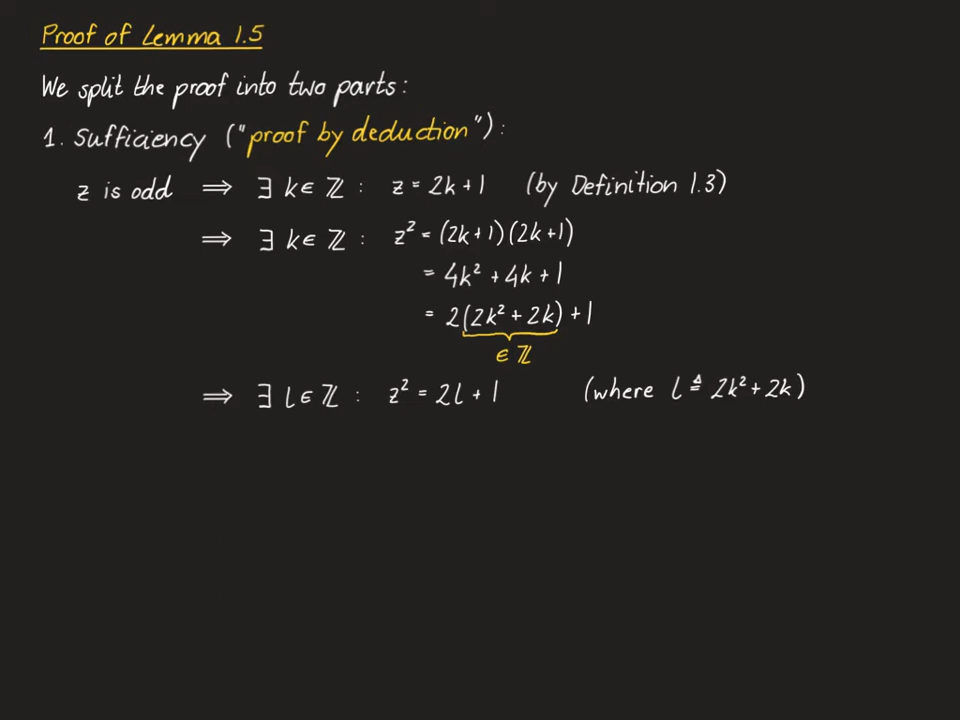 Proof of Lemma 1.5
We split the proof into two parts:
1. Sufficiency ("proof by deduction"):
z is odd ⟹ ∃ k ∈ ℤ : z = 2k + 1 (by Definition 1.3)
⟹ ∃ k ∈ ℤ : z² = (2k + 1)(2k + 1)
= 4k² + 4k + 1
= 2(2k² + 2k) + 1
∈ ℤ
⟹ ∃ l ∈ ℤ : z² = 2l + 1 (where l ≜ 2k² + 2k)